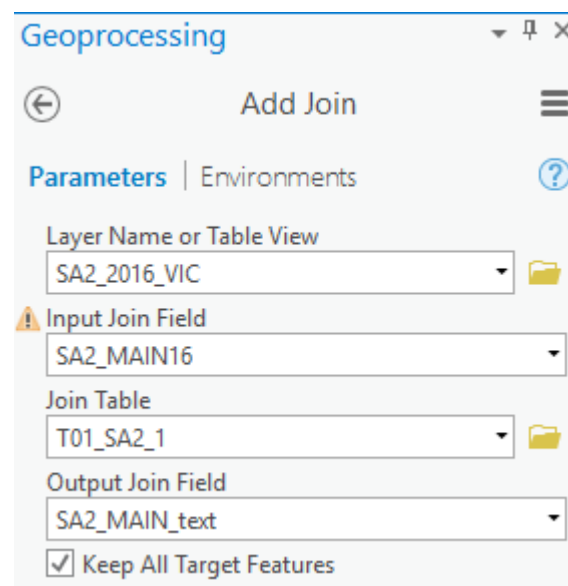 Geoprocessing
Add Join
Parameters | Environments
Layer Name or Table View
SA2_2016_VIC
Input Join Field
SA2_MAIN16
Join Table
T01_SA2_1
Output Join Field
SA2_MAIN_text
Keep All Target Features